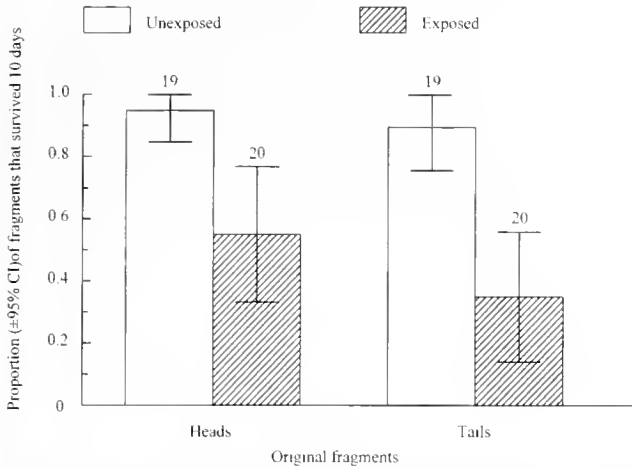 Unexposed
Exposed
Proportion (±95% CI)of fragments that survived 10 days
1.0
0.8
0 6
0.4
0.2
0
19
20
19
20
Heads
Tails
Original fragments